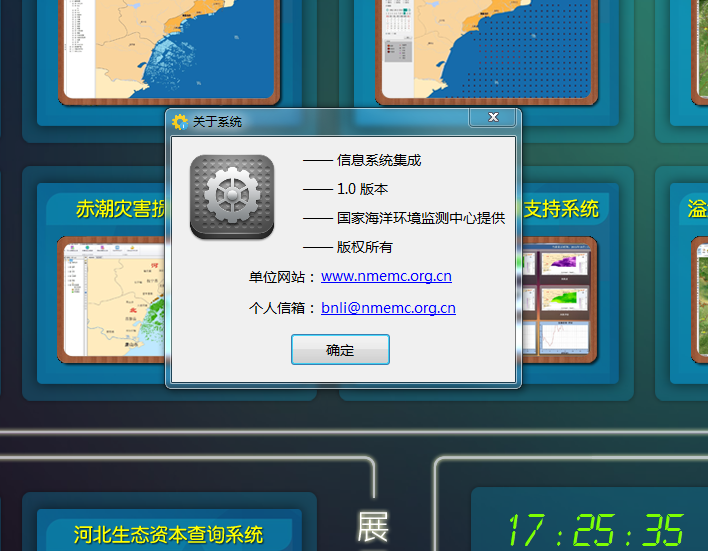 关于系统
—— 信息系统集成
—— 1.0 版本
—— 国家海洋环境监测中心提供
—— 版权所有
单位网站： www.nmemc.org.cn
个人信箱： bnli@nmemc.org.cn
确定
赤潮灾害损
支持系统
溢
河北生态资本查询系统
展
17:25:35